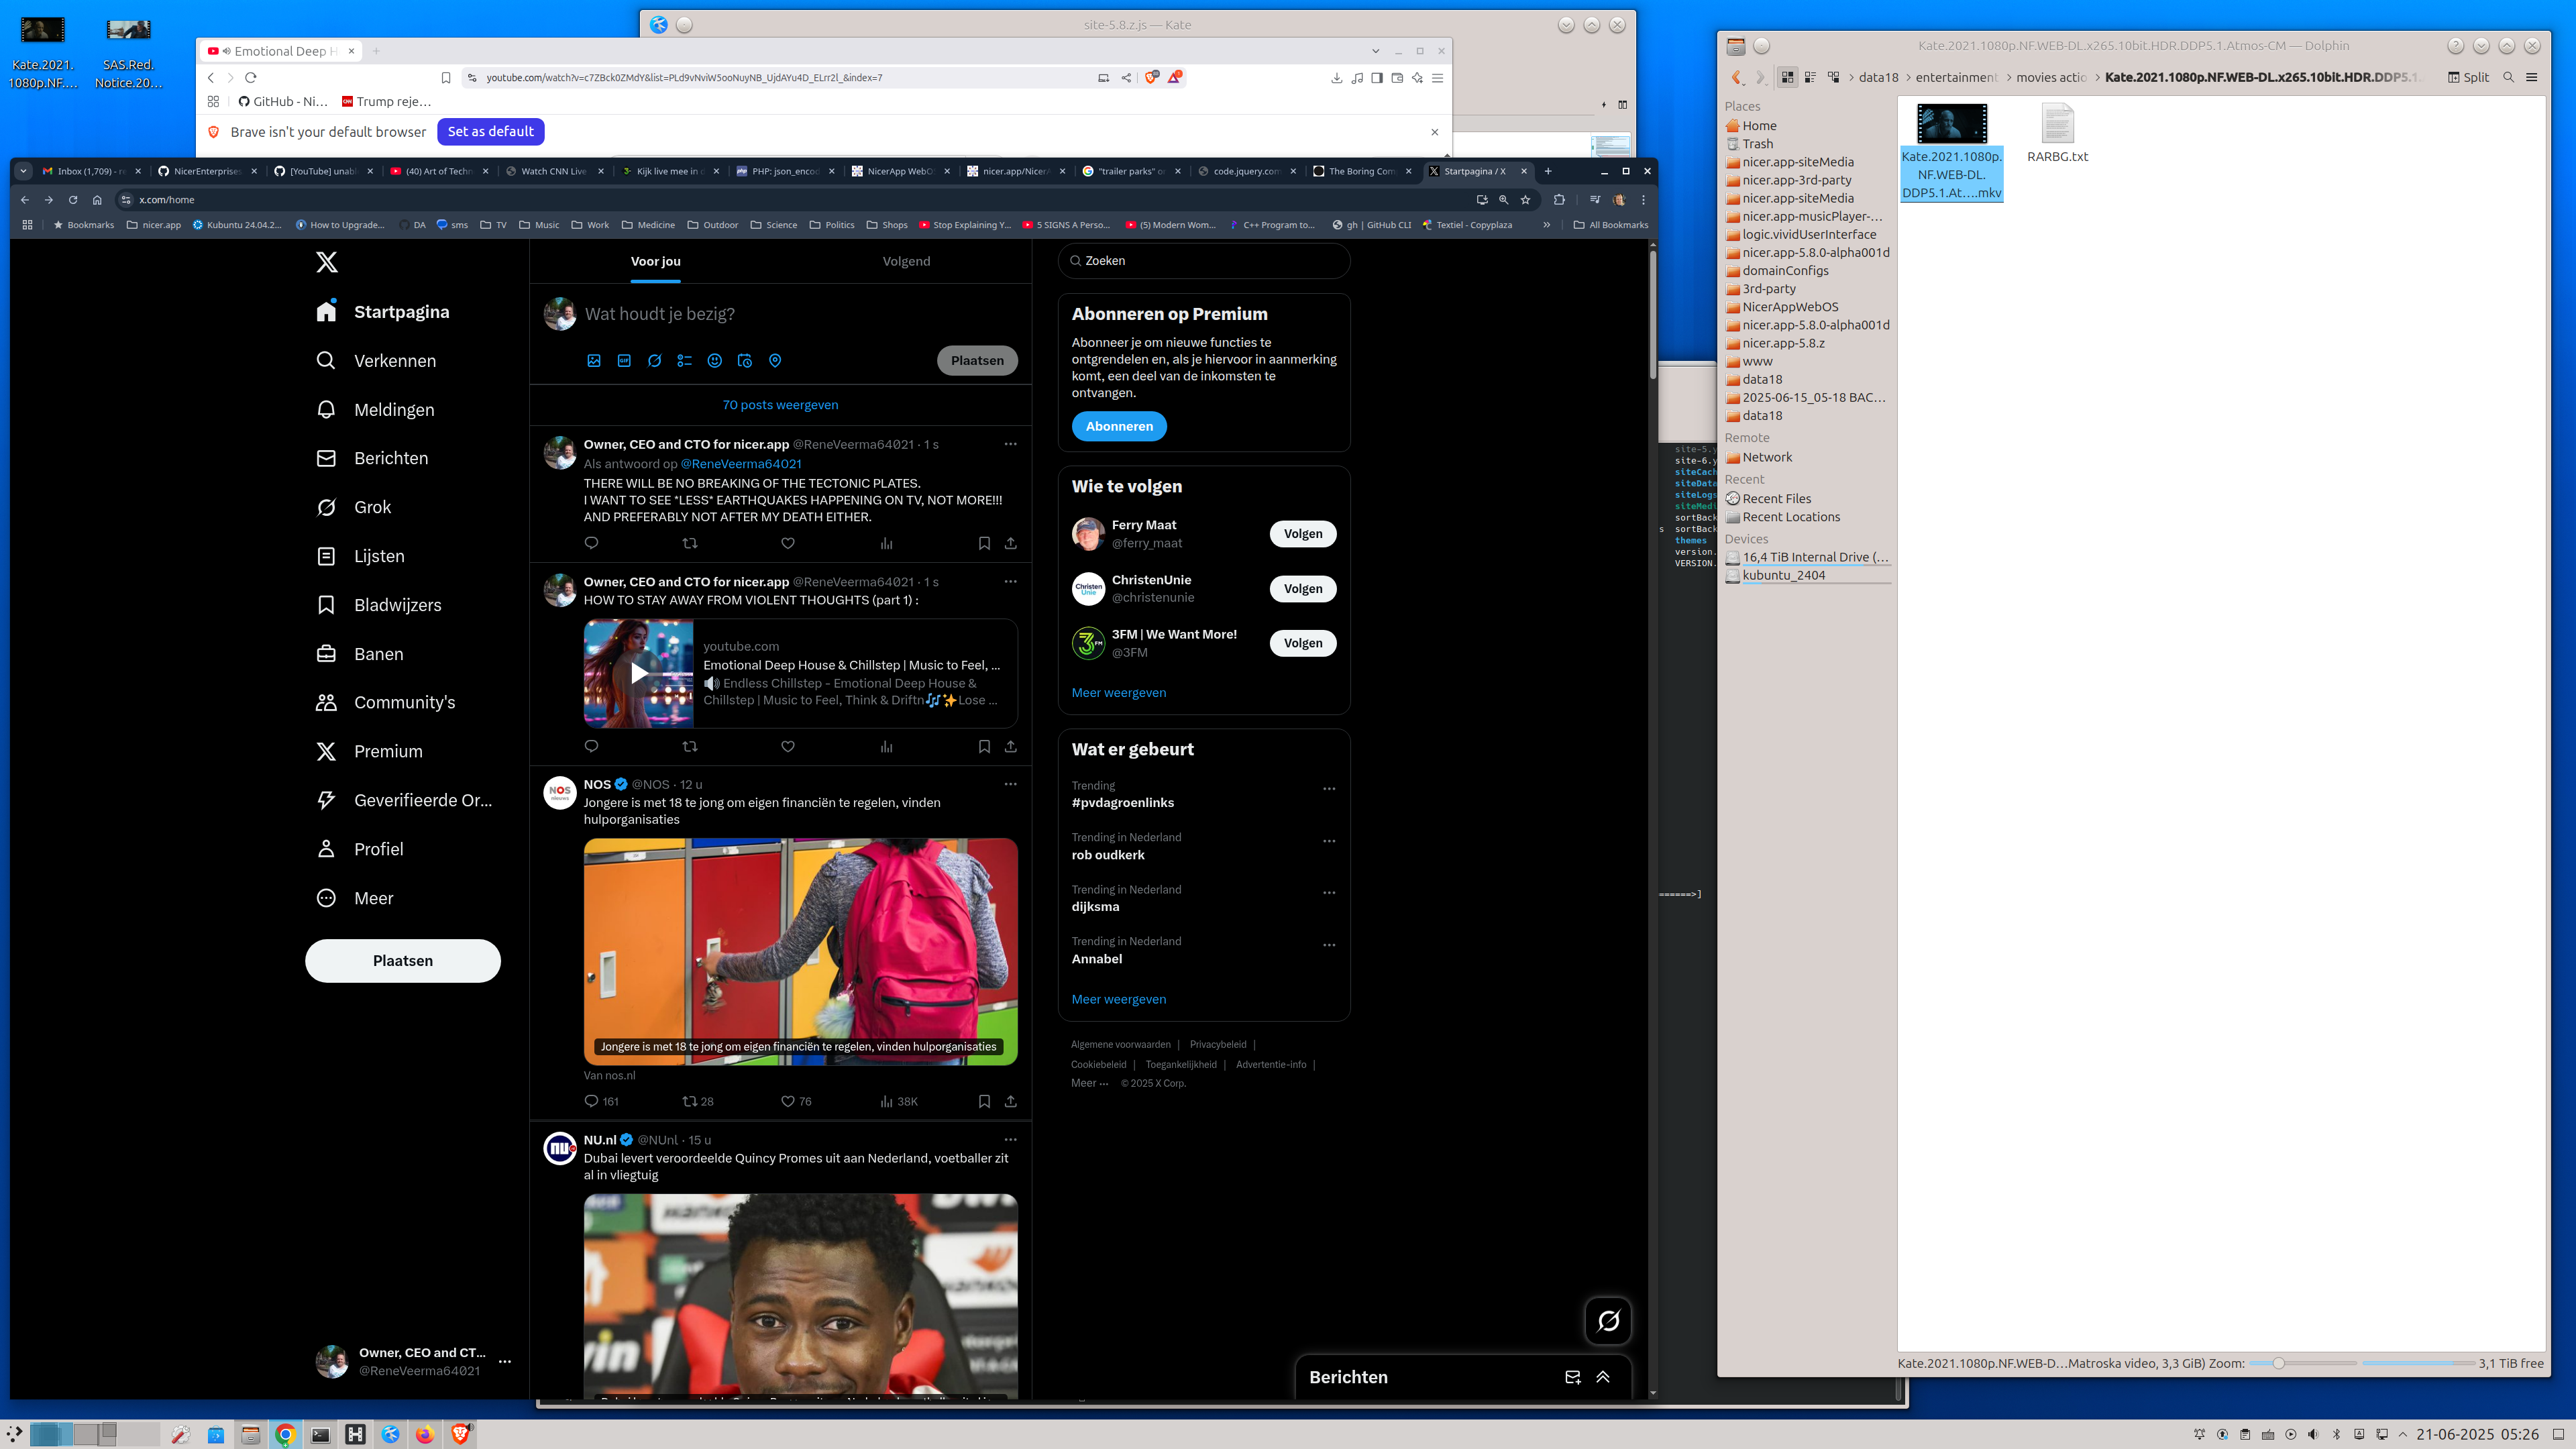 Kate.2021.
1080p.NF....
SAS.Red.
Notice.20...
site-5.8.z.js — Kate
Emotional Deep H
youtube.com/watch?v=c7ZBck0ZMdY&list=PLd9vNviW5ooNuyNB_UjdAYu4D_ELrr2l_&index=7
GitHub - Ni...
Trump reje...
Brave isn't your default browser
Set as default
Inbox (1,709) - re
NicerEnterprises
[YouTube] unabl
(40) Art of Techn
Watch CNN Live
Kijk live mee in d
PHP: json_encod
NicerApp WebOS
nicer.app/NicerA
"trailer parks" or
code.jquery.com
The Boring Com
Startpagina / X
x.com/home
Bookmarks
nicer.app
Kubuntu 24.04.2...
How to Upgrade...
DA
sms
TV
Music
Work
Medicine
Outdoor
Science
Politics
Shops
Stop Explaining Y...
5 SIGNS A Perso...
(5) Modern Wom...
C++ Program to...
gh | GitHub CLI
Textiel - Copyplaza
»
All Bookmarks
Startpagina
Verkennen
Meldingen
Berichten
Grok
Lijsten
Bladwijzers
Banen
Community's
Premium
Geverifieerde Or...
Profiel
Meer
Plaatsen
Owner, CEO and CT...
@ReneVeerma64021
Voor jou
Volgend
Wat houdt je bezig?
Plaatsen
70 posts weergeven
Owner, CEO and CTO for nicer.app @ReneVeerma64021 · 1 s
Als antwoord op @ReneVeerma64021
THERE WILL BE NO BREAKING OF THE TECTONIC PLATES.
I WANT TO SEE *LESS* EARTHQUAKES HAPPENING ON TV, NOT MORE!!!
AND PREFERABLY NOT AFTER MY DEATH EITHER.
Owner, CEO and CTO for nicer.app @ReneVeerma64021 · 1 s
HOW TO STAY AWAY FROM VIOLENT THOUGHTS (part 1) :
youtube.com
Emotional Deep House & Chillstep | Music to Feel, ...
🔊 Endless Chillstep - Emotional Deep House &
Chillstep | Music to Feel, Think & Driftn🎶✨Lose ...
NOS @NOS · 12 u
Jongere is met 18 te jong om eigen financiën te regelen, vinden
hulporganisaties
Jongere is met 18 te jong om eigen financiën te regelen, vinden hulporganisaties
Van nos.nl
161
28
76
38K
NU.nl @NUnl · 15 u
Dubai levert veroordeelde Quincy Promes uit aan Nederland, voetballer zit
al in vliegtuig
Zoeken
Abonneren op Premium
Abonneer je om nieuwe functies te
ontgrendelen en, als je hiervoor in aanmerking
komt, een deel van de inkomsten te
ontvangen.
Abonneren
Wie te volgen
Ferry Maat
@ferry_maat
Volgen
ChristenUnie
@christenunie
Volgen
3FM | We Want More!
@3FM
Volgen
Meer weergeven
Wat er gebeurt
Trending
#pvdagroenlinks
Trending in Nederland
rob oudkerk
Trending in Nederland
dijksma
Trending in Nederland
Annabel
Meer weergeven
Algemene voorwaarden | Privacybeleid |
Cookiebeleid | Toegankelijkheid | Advertentie-info |
Meer ··· © 2025 X Corp.
Berichten
site-5.y
site-6.y
siteCach
siteData
siteLogs
siteMedi
sortBack
s sortBack
themes
version.
VERSION.
======>]
Kate.2021.1080p.NF.WEB-DL.x265.10bit.HDR.DDP5.1.Atmos-CM — Dolphin
data18
entertainment
movies actio
Kate.2021.1080p.NF.WEB-DL.x265.10bit.HDR.DDP5.1.
Split
Places
Home
Trash
nicer.app-siteMedia
nicer.app-3rd-party
nicer.app-siteMedia
nicer.app-musicPlayer-...
logic.vividUserInterface
nicer.app-5.8.0-alpha001d
domainConfigs
3rd-party
NicerAppWebOS
nicer.app-5.8.0-alpha001d
nicer.app-5.8.z
www
data18
2025-06-15_05-18 BAC...
data18
Remote
Network
Recent
Recent Files
Recent Locations
Devices
16,4 TiB Internal Drive (...
kubuntu_2404
Kate.2021.1080p.
NF.WEB-DL.
DDP5.1.At....mkv
RARBG.txt
Kate.2021.1080p.NF.WEB-D...Matroska video, 3,3 GiB)
Zoom:
3,1 TiB free
21-06-2025 05:26